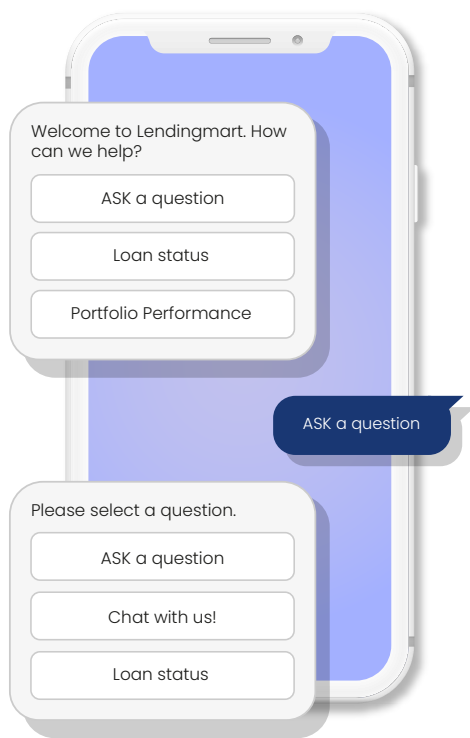 Welcome to Lendingmart. How
can we help?
ASK a question
Loan status
Portfolio Performance
ASK a question
Please select a question.
ASK a question
Chat with us!
Loan status